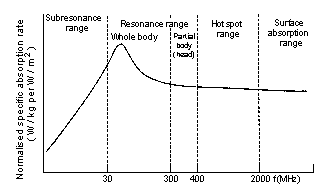 Subresonance range
Resonance range
Whole body
Partial body (head)
Hot spot range
Surface absorption range
Normalised specific absorption rate
( W / kg per W / m² )
30
300
400
2000
f(MHz)